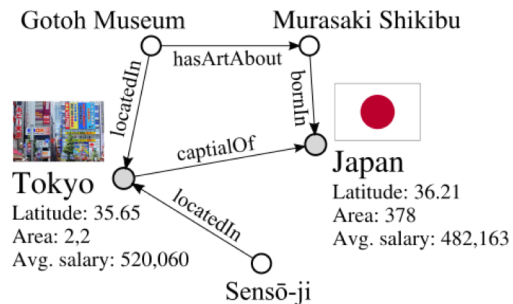 Gotoh Museum
Murasaki Shikibu
hasArtAbout
locatedIn
bornIn
captialOf
Tokyo
Latitude: 35.65
Area: 2,2
Avg. salary: 520,060
Japan
Latitude: 36.21
Area: 378
Avg. salary: 482,163
locatedIn
Sensō-ji